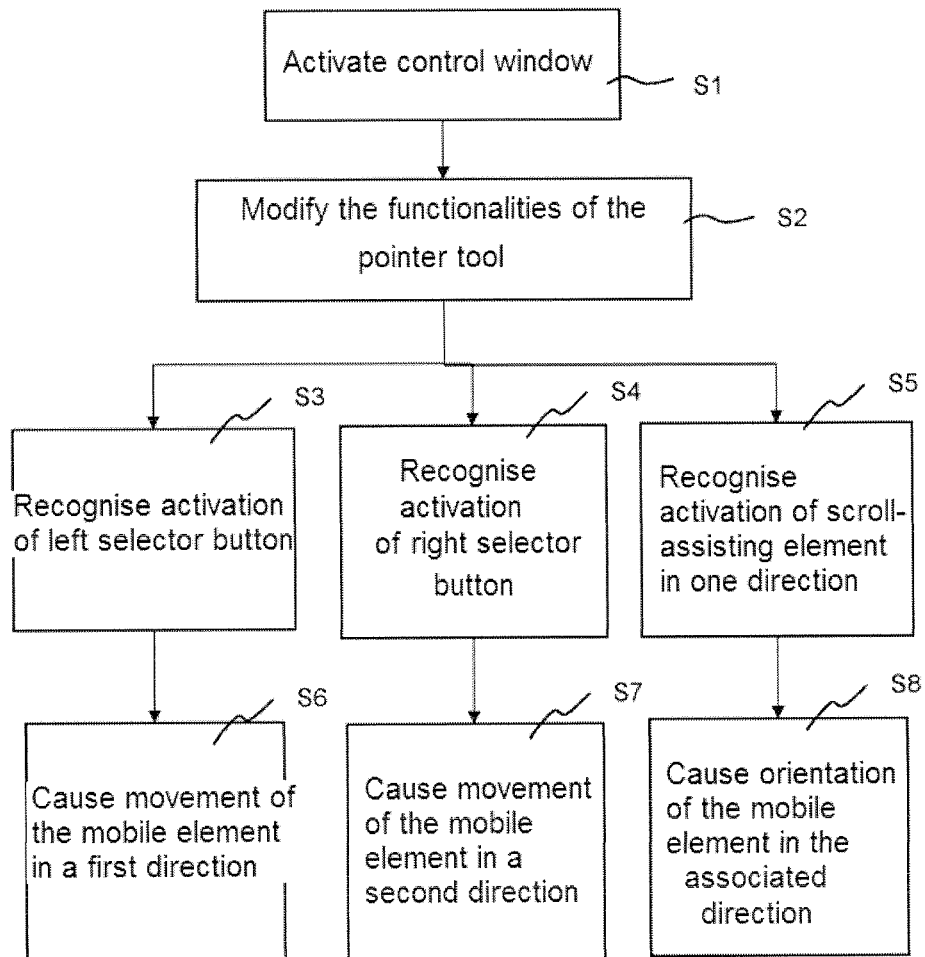 Activate control window
S1
Modify the functionalities of the
pointer tool
S2
S3
Recognise activation
of left selector button
S4
Recognise
activation
of right selector
button
S5
Recognise
activation of scroll-
assisting element
in one direction
S6
Cause movement of
the mobile element
in a first direction
S7
Cause movement
of the mobile
element in a
second direction
S8
Cause orientation
of the mobile
element in the
associated
direction